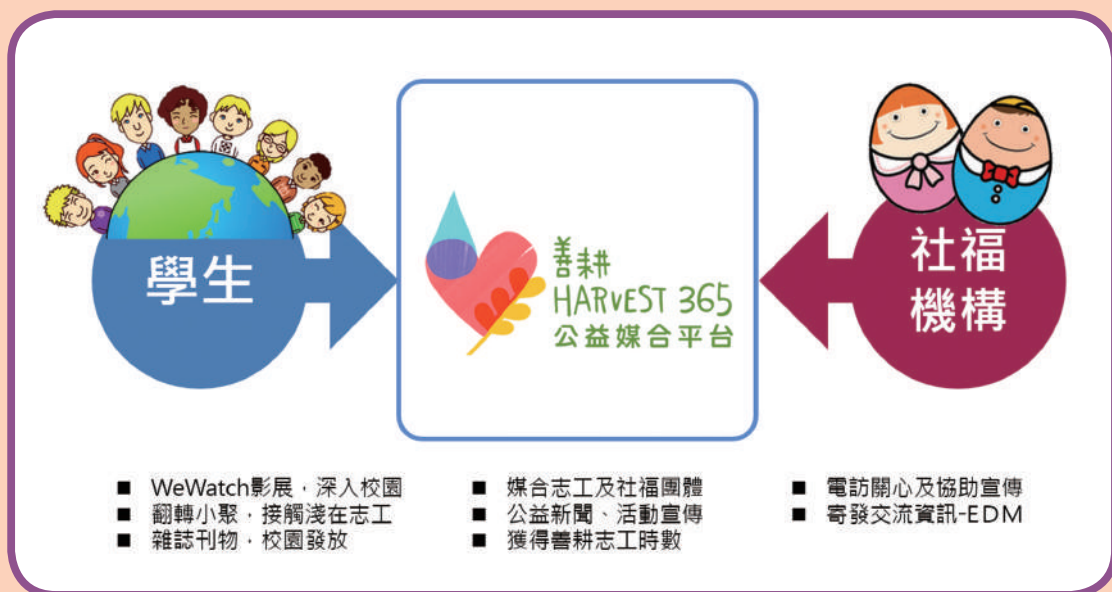 學生
善耕
HARVEST 365
公益媒合平台
社福
機構
■ WeWatch影展，深入校園
■ 翻轉小聚，接觸淺在志工
■ 雜誌刊物，校園發放
■ 媒合志工及社福團體
■ 公益新聞、活動宣傳
■ 獲得善耕志工時數
■ 電訪關心及協助宣傳
■ 寄發交流資訊-EDM